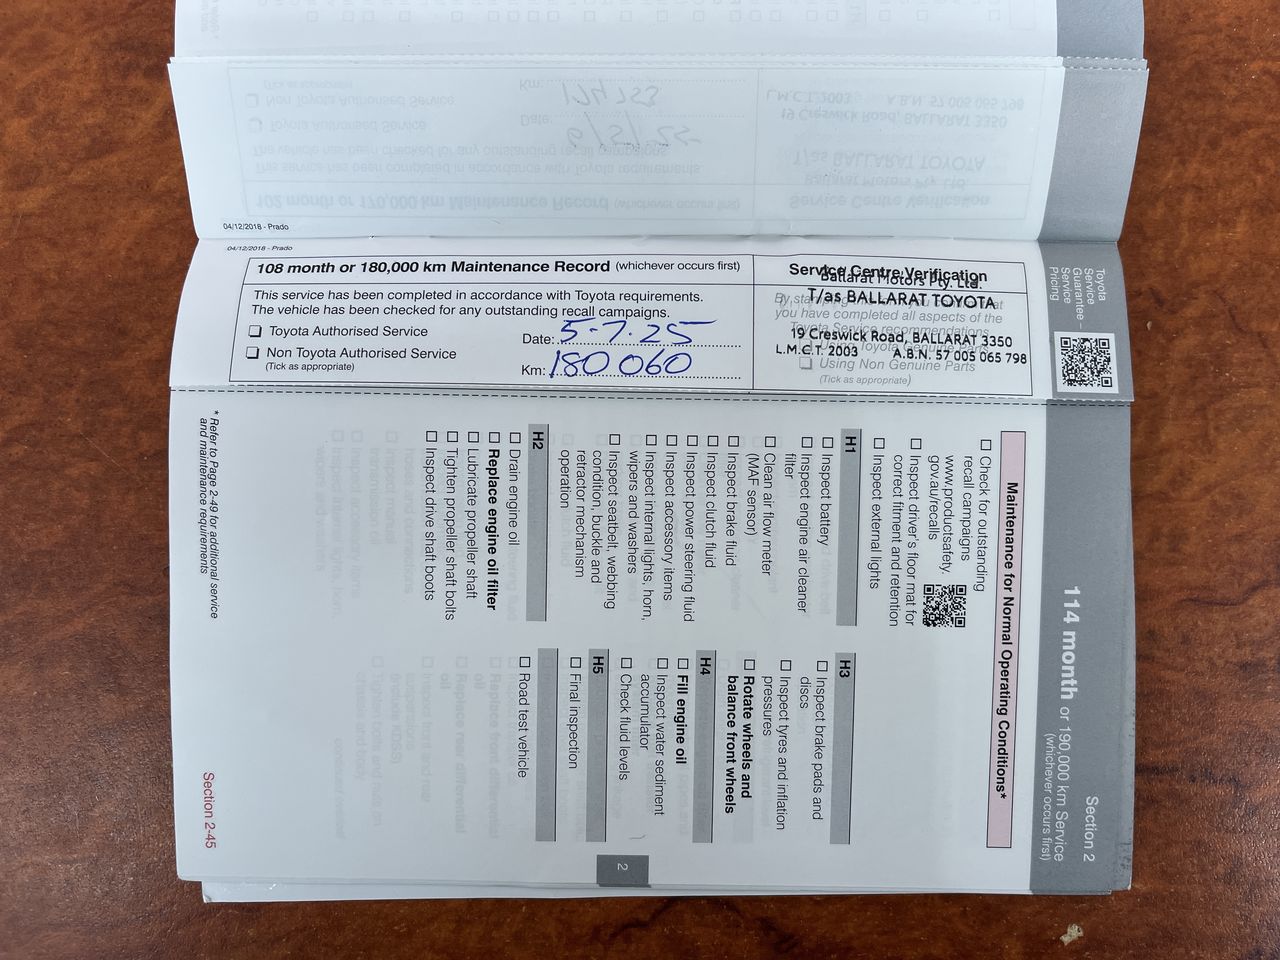 04/12/2018 - Prado
04/12/2018 - Prado
108 month or 180,000 km Maintenance Record (whichever occurs first)
This service has been completed in accordance with Toyota requirements.
The vehicle has been checked for any outstanding recall campaigns.
Toyota Authorised Service
Date: 5-7-25
Non Toyota Authorised Service
Km: 180 060
(Tick as appropriate)
Service Centre Verification
Ballarat Motors Pty. Ltd.
T/as BALLARAT TOYOTA
you have completed all aspects of the
Toyota Service recommendations
19 Creswick Road, BALLARAT 3350
L.M.C.T. 2003 A.B.N. 57 005 065 798
Using Non Genuine Parts
(Tick as appropriate)
Toyota
Service
Guarantee –
Service
Pricing
Section 2
114 month or 190,000 km Service
(whichever occurs first)
Maintenance for Normal Operating Conditions*
Check for outstanding
recall campaigns
www.productsafety.
gov.au/recalls
Inspect driver's floor mat for
correct fitment and retention
Inspect external lights
H1
Inspect battery
Inspect engine air cleaner
filter
Clean air flow meter
(MAF sensor)
Inspect brake fluid
Inspect clutch fluid
Inspect power steering fluid
Inspect accessory items
Inspect internal lights, horn,
wipers and washers
Inspect seatbelt, webbing
condition, buckle and
retractor mechanism
operation
H2
Drain engine oil
Replace engine oil filter
Lubricate propeller shaft
Tighten propeller shaft bolts
Inspect drive shaft boots
H3
Inspect brake pads and
discs
Inspect tyres and inflation
pressures
Rotate wheels and
balance front wheels
H4
Fill engine oil
Inspect water sediment
accumulator
Check fluid levels
H5
Final inspection
Road test vehicle
* Refer to Page 2-49 for additional service
and maintenance requirements
2
Section 2-45